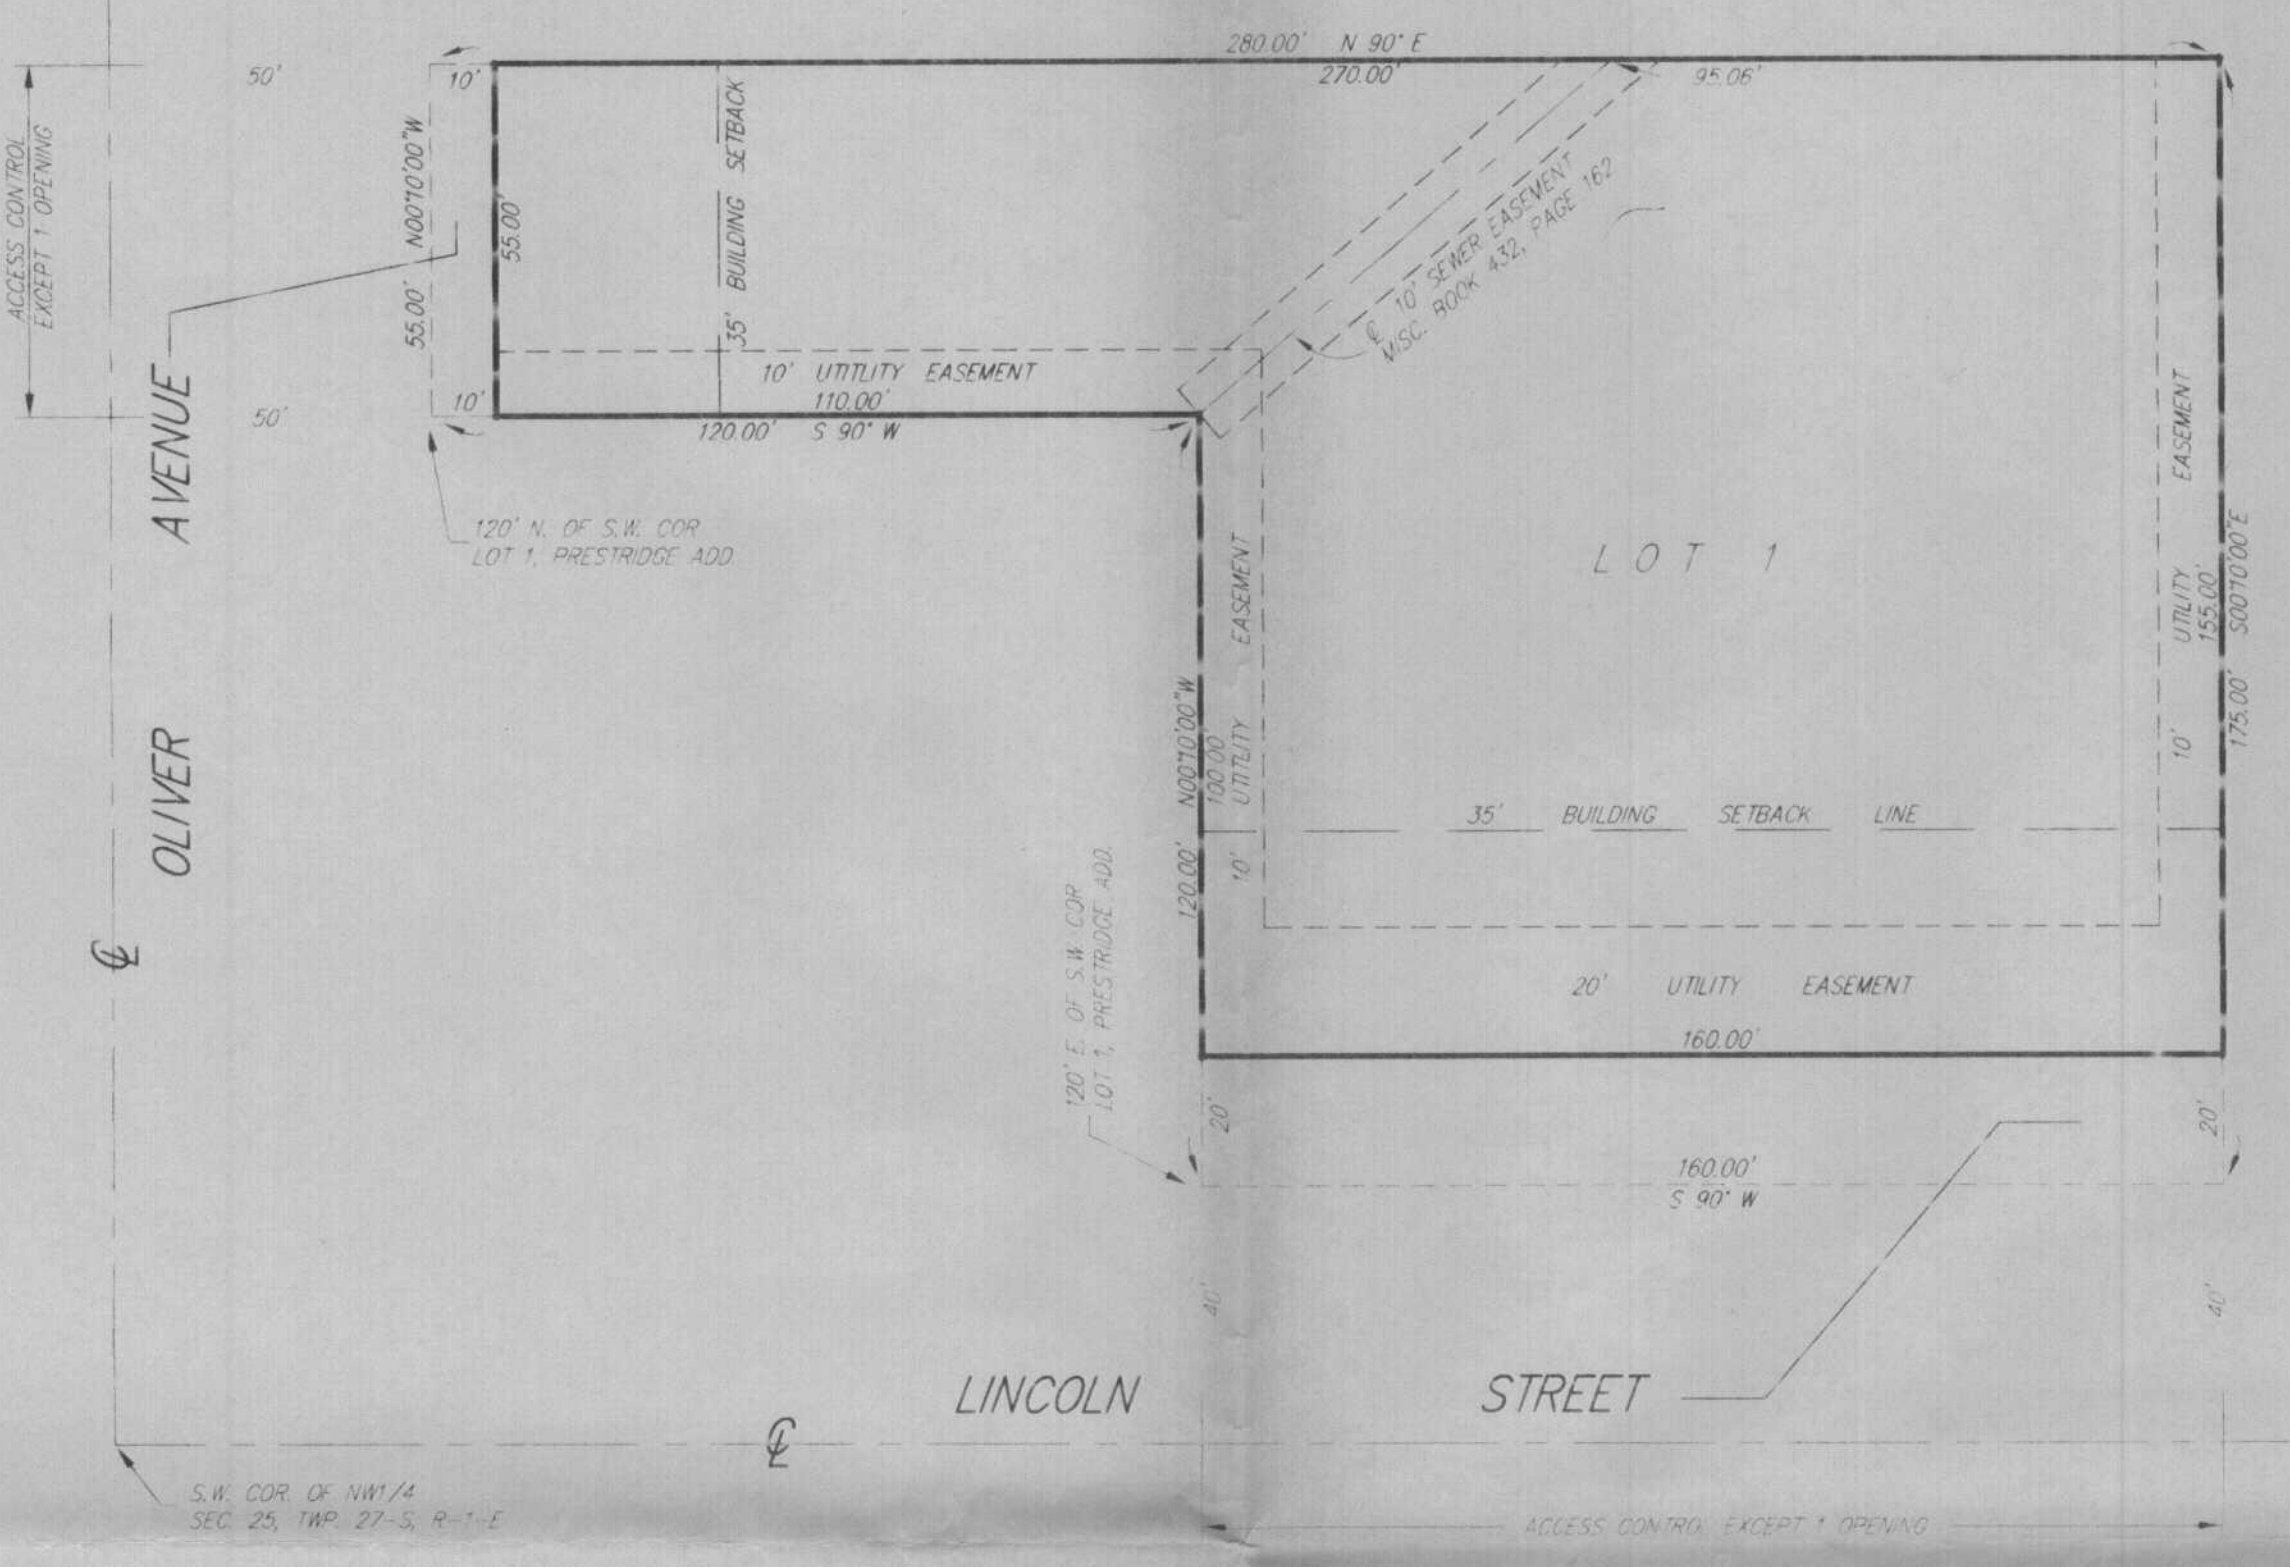 280.00' N 90° E
270.00'
95.06'
50'
10'
ACCESS CONTROL
EXCEPT 1 OPENING
55.00' N00°10'00"W
55.00'
35' BUILDING SETBACK
℄ 10' SEWER EASEMENT
MISC. BOOK 432, PAGE 162
10' UTITLITY EASEMENT
110.00'
120.00' S 90° W
50'
10'
120' N. OF S.W. COR
LOT 1, PRESTRIDGE ADD.
OLIVER AVENUE
℄
LOT 1
10' UTITLITY EASEMENT
100.00'
120.00' N00°10'00"W
120' E. OF S.W. COR
LOT 1, PRESTRIDGE ADD.
10' UTILITY EASEMENT
155.00'
175.00' S00°10'00"E
35' BUILDING SETBACK LINE
20' UTILITY EASEMENT
160.00'
20'
20'
160.00'
S 90° W
40'
40'
LINCOLN STREET
℄
S.W. COR. OF NW1/4
SEC. 25, TWP. 27-S, R-1-E
ACCESS CONTROL EXCEPT 1 OPENING